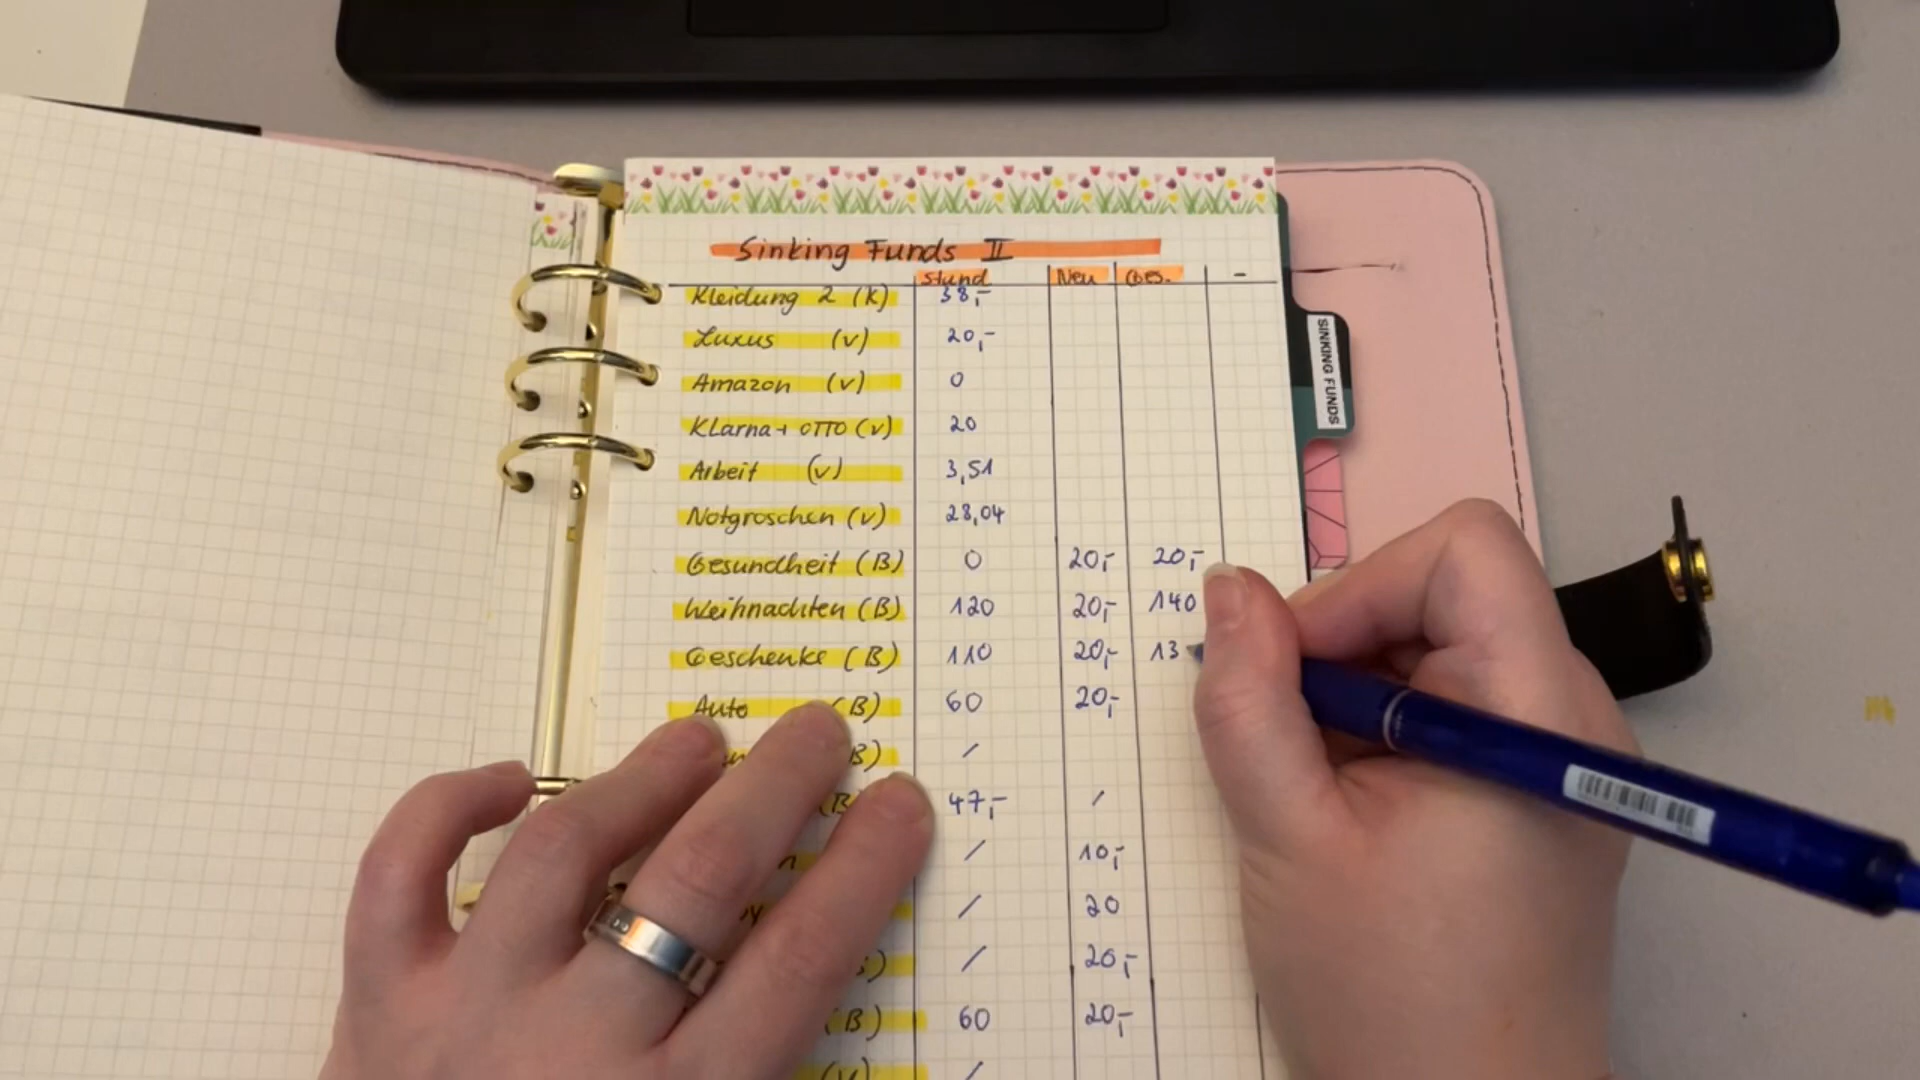 Sinking Funds II
Stand Neu Ges. -
Kleidung 2 (K) 38,-
Luxus (V) 20,-
Amazon (V) 0
Klarna + OTTO (V) 20
Arbeit (V) 3,51
Notgroschen (V) 28,04
Gesundheit (B) 0 20,- 20,-
Weihnachten (B) 120 20,- 140
Geschenke (B) 110 20,- 13
Auto (B) 60 20,-
B) /
(B) 47,- /
/ 10,-
/ 20
) / 20,-
(B) 60 20,-
(V) /
SINKING FUNDS